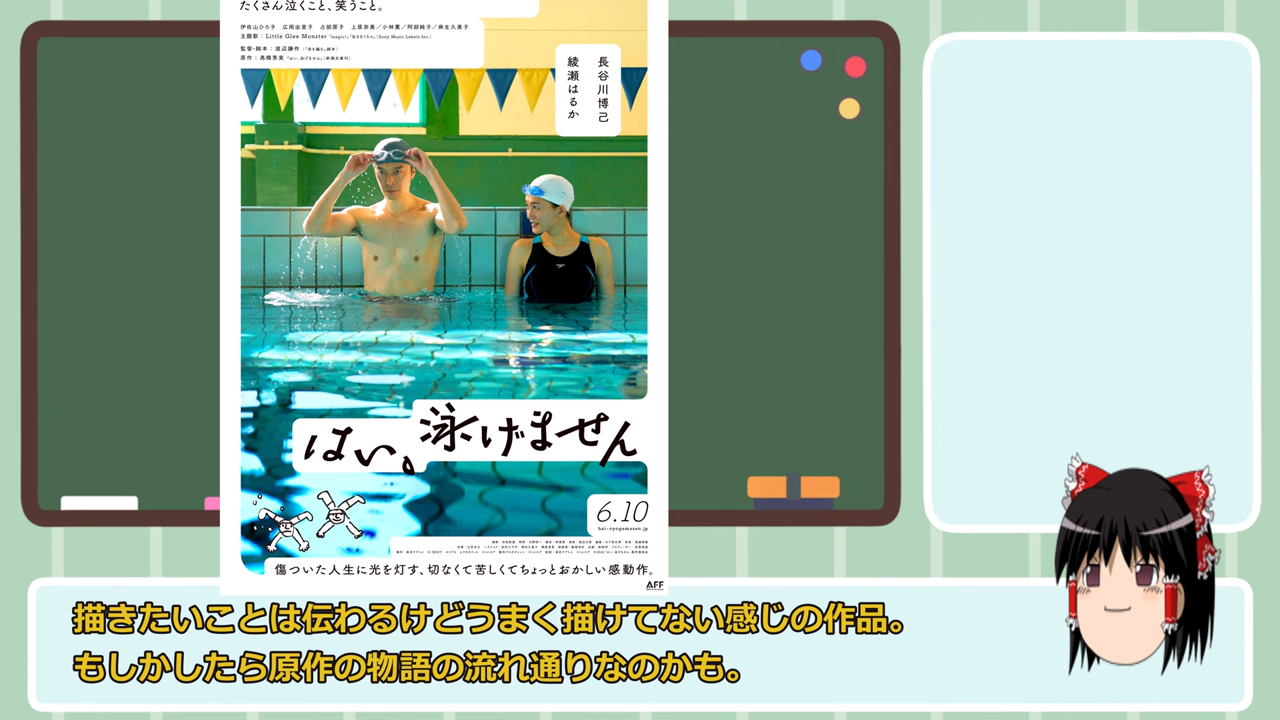 たくさん泣くこと、笑うこと。
伊佐山ひろ子　広岡由里子　占部房子　上原奈美／小林薫／阿部純子／麻生久美子
主題歌：Little Glee Monster
監督・脚本：渡辺謙作
原作：髙橋秀実
長谷川博己
綾瀬はるか
はい。泳げません
6.10
hai-oyogemasen.jp
傷ついた人生に光を灯す、切なくて苦しくてちょっとおかしい感動作。
AFF
描きたいことは伝わるけどうまく描けてない感じの作品。
もしかしたら原作の物語の流れ通りなのかも。